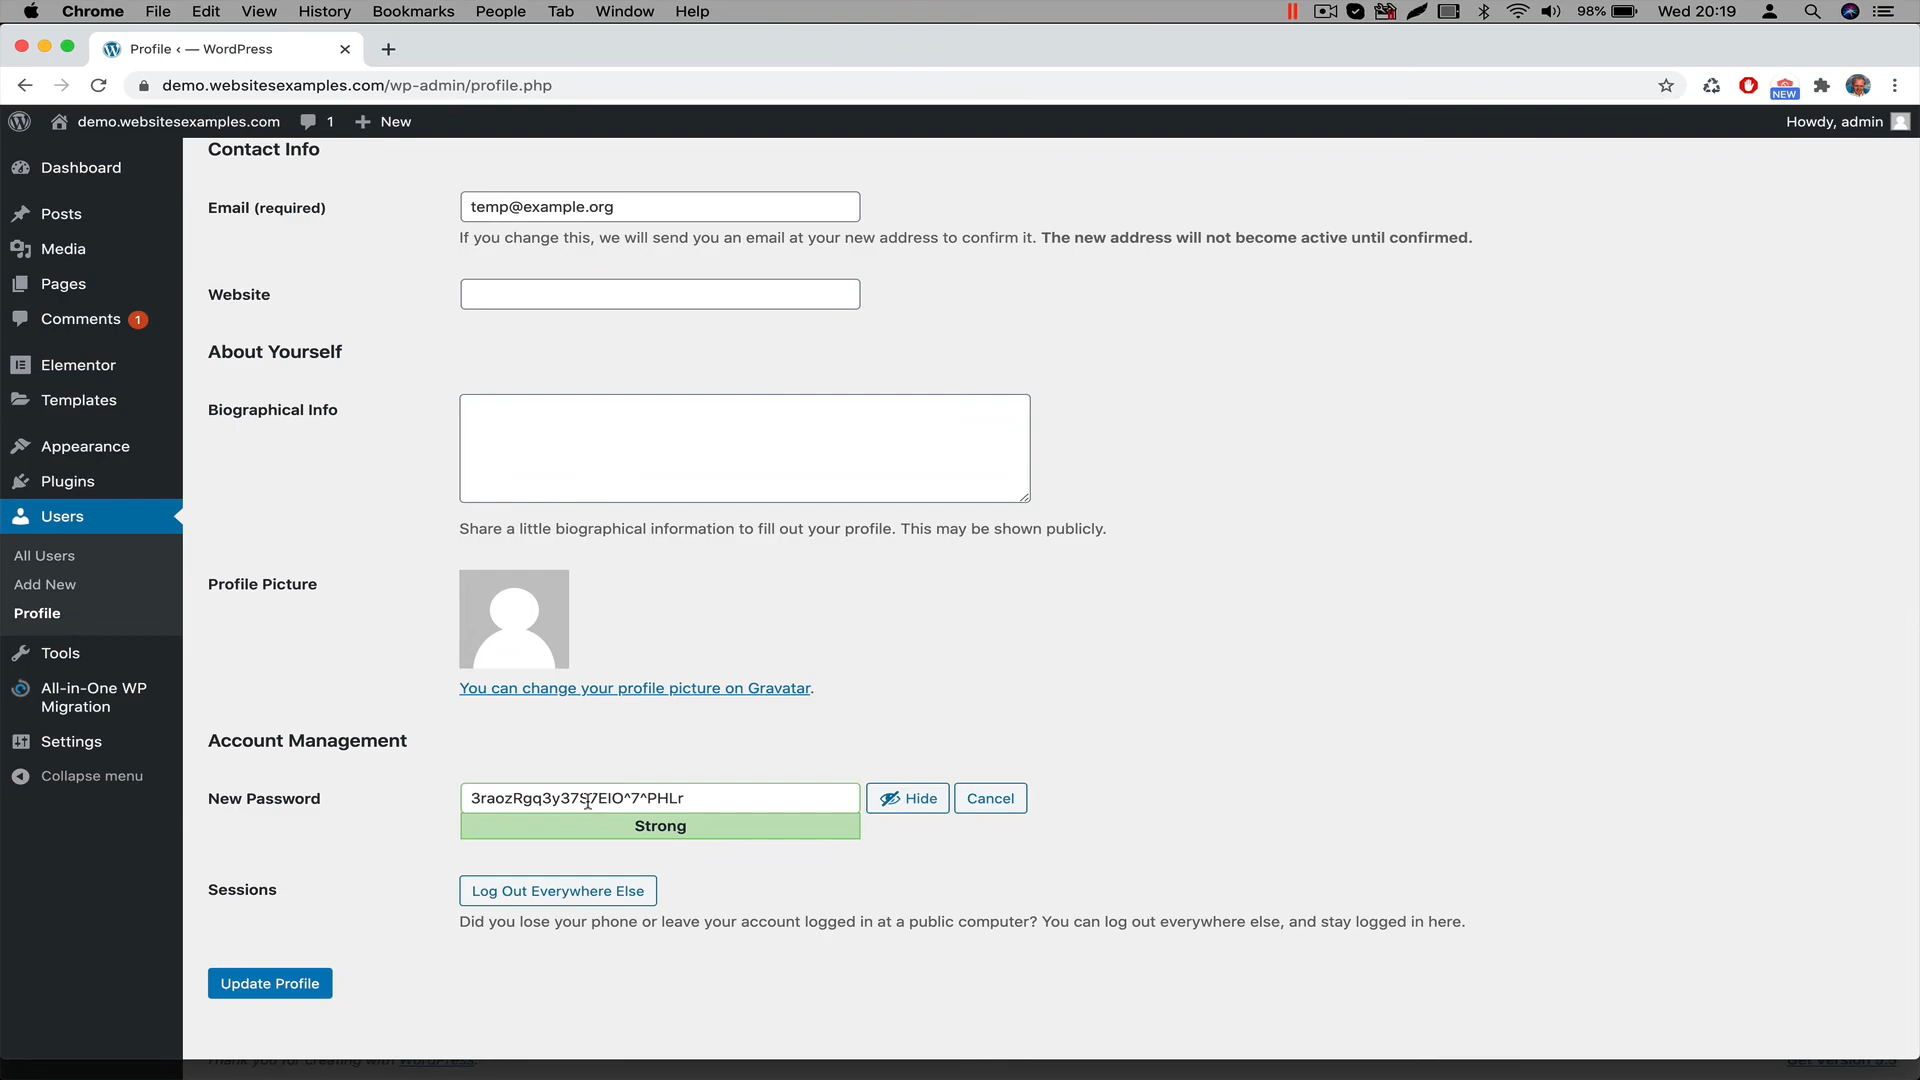 Chrome File Edit View History Bookmarks People Tab Window Help 98% Wed 20:19
Profile ‹ — WordPress
demo.websitesexamples.com/wp-admin/profile.php
NEW
demo.websitesexamples.com 1 New Howdy, admin
Dashboard
Posts
Media
Pages
Comments 1
Elementor
Templates
Appearance
Plugins
Users
All Users
Add New
Profile
Tools
All-in-One WP
Migration
Settings
Collapse menu
Contact Info
Email (required) temp@example.org
If you change this, we will send you an email at your new address to confirm it. The new address will not become active until confirmed.
Website
About Yourself
Biographical Info
Share a little biographical information to fill out your profile. This may be shown publicly.
Profile Picture
You can change your profile picture on Gravatar.
Account Management
New Password Hide Cancel
Strong
Sessions Log Out Everywhere Else
Did you lose your phone or leave your account logged in at a public computer? You can log out everywhere else, and stay logged in here.
Update Profile
Thank you for creating with WordPress.